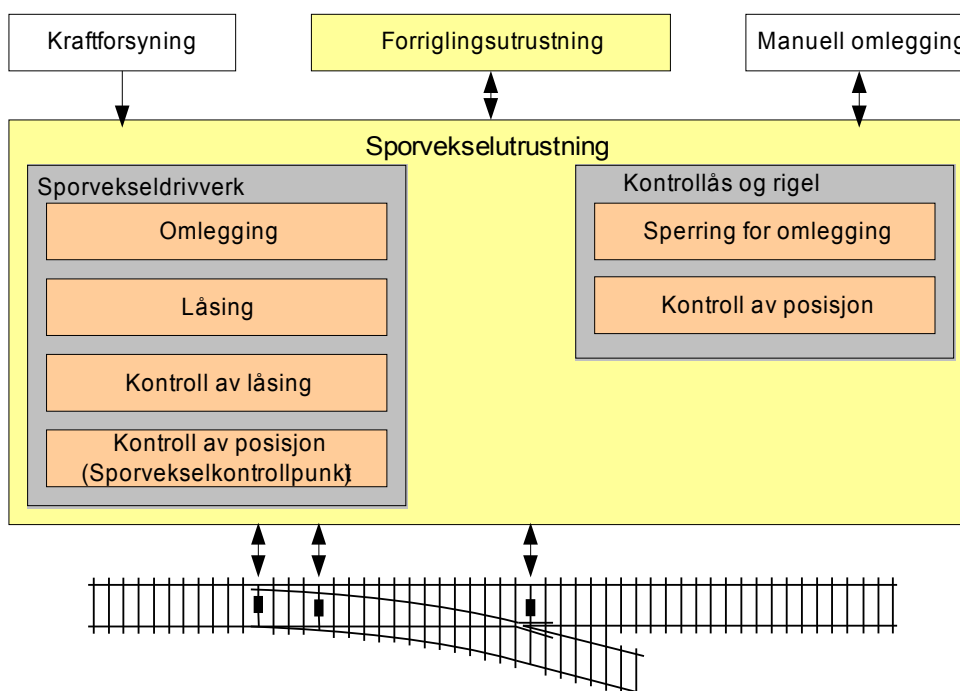 Kraftforsyning
Forriglingsutrustning
Manuell omlegging
Sporvekselutrustning
Sporvekseldrivverk
Omlegging
Låsing
Kontroll av låsing
Kontroll av posisjon
(Sporvekselkontrollpunkt)
Kontrollås og rigel
Sperring for omlegging
Kontroll av posisjon